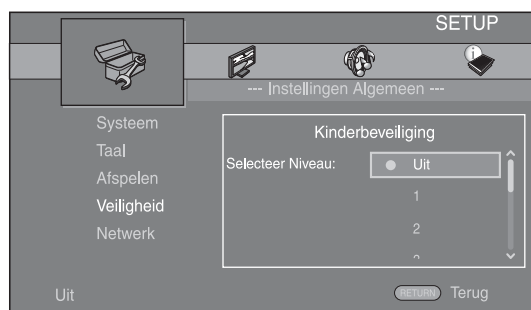 SETUP
--- Instellingen Algemeen ---
Systeem
Taal
Afspelen
Veiligheid
Netwerk
Kinderbeveiliging
Selecteer Niveau:
Uit
1
2
Uit
RETURN Terug